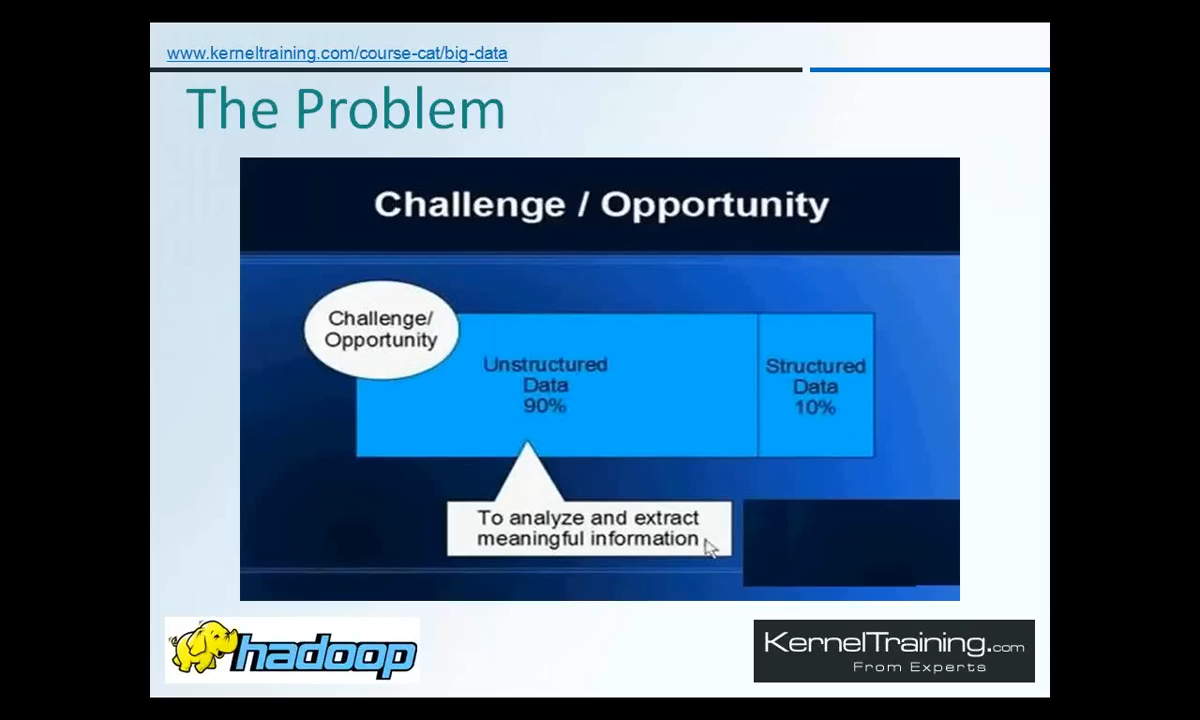 www.kerneltraining.com/course-cat/big-data
The Problem
Challenge / Opportunity
Challenge/
Opportunity
Unstructured
Data
90%
Structured
Data
10%
To analyze and extract
meaningful information
hadoop
KernelTraining.com
From Experts